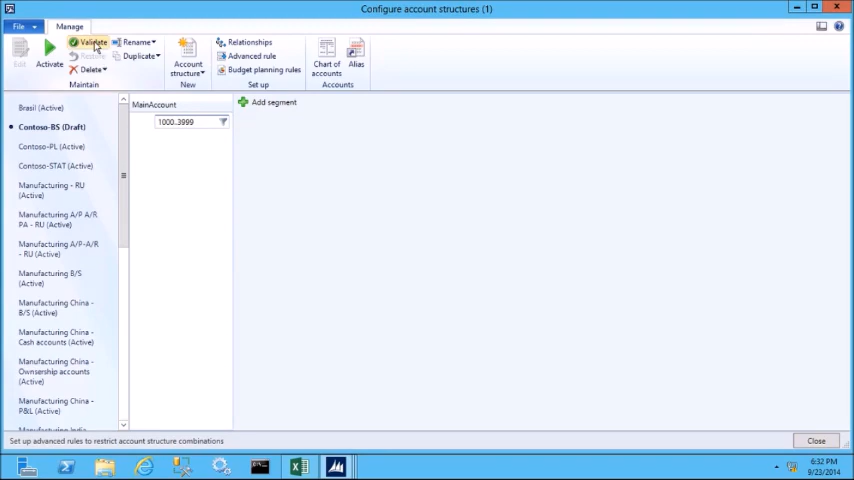 Configure account structures (1)
File
Manage
Edit
Activate
Validate
Restore
Delete
Rename
Duplicate
Maintain
Account
structure
New
Relationships
Advanced rule
Budget planning rules
Set up
Chart of
accounts
Alias
Accounts
Brasil (Active)
Contoso-BS (Draft)
Contoso-PL (Active)
Contoso-STAT (Active)
Manufacturing - RU
(Active)
Manufacturing A/P A/R
PA - RU (Active)
Manufacturing A/P-A/R
- RU (Active)
Manufacturing B/S
(Active)
Manufacturing China -
B/S (Active)
Manufacturing China -
Cash accounts (Active)
Manufacturing China -
Ownsership accounts
(Active)
Manufacturing China -
P&L (Active)
Manufacturing India
MainAccount
1000..3999
Add segment
Set up advanced rules to restrict account structure combinations
Close
6:32 PM
9/23/2014